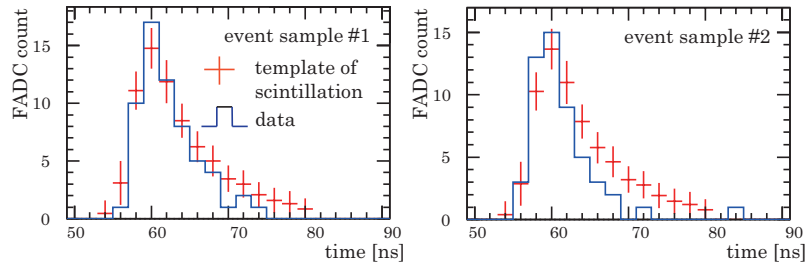 FADC count
15
10
5
0
event sample #1
template of
scintillation
data
50 60 70 80 90
time [ns]
FADC count
15
10
5
0
event sample #2
50 60 70 80 90
time [ns]